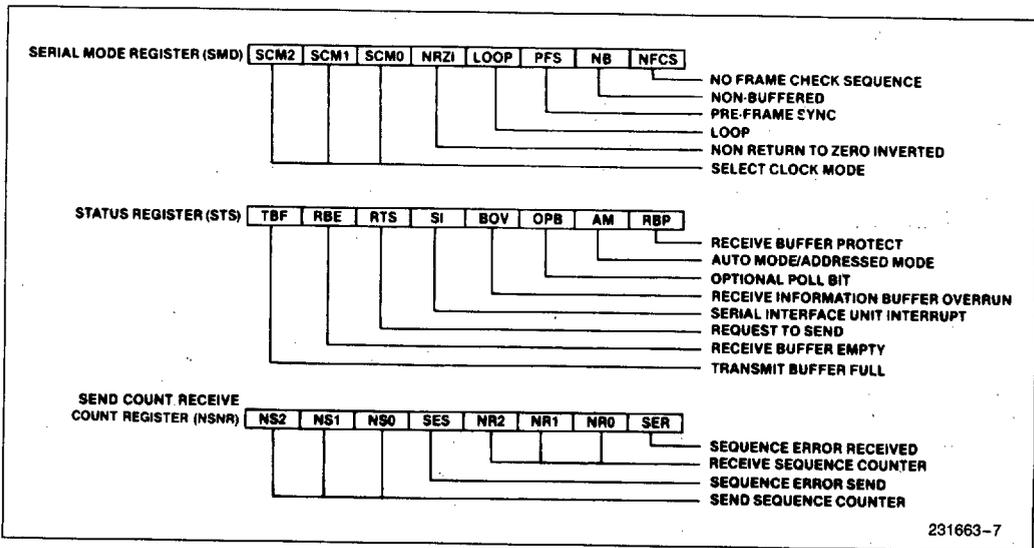 SERIAL MODE REGISTER (SMD) SCM2 SCM1 SCM0 NRZI LOOP PFS NB NFCS
NO FRAME CHECK SEQUENCE
NON-BUFFERED
PRE-FRAME SYNC
LOOP
NON RETURN TO ZERO INVERTED
SELECT CLOCK MODE
STATUS REGISTER (STS) TBF RBE RTS SI BOV OPB AM RBP
RECEIVE BUFFER PROTECT
AUTO MODE/ADDRESSED MODE
OPTIONAL POLL BIT
RECEIVE INFORMATION BUFFER OVERRUN
SERIAL INTERFACE UNIT INTERRUPT
REQUEST TO SEND
RECEIVE BUFFER EMPTY
TRANSMIT BUFFER FULL
SEND COUNT RECEIVE
COUNT REGISTER (NSNR) NS2 NS1 NS0 SES NR2 NR1 NR0 SER
SEQUENCE ERROR RECEIVED
RECEIVE SEQUENCE COUNTER
SEQUENCE ERROR SEND
SEND SEQUENCE COUNTER
231663-7